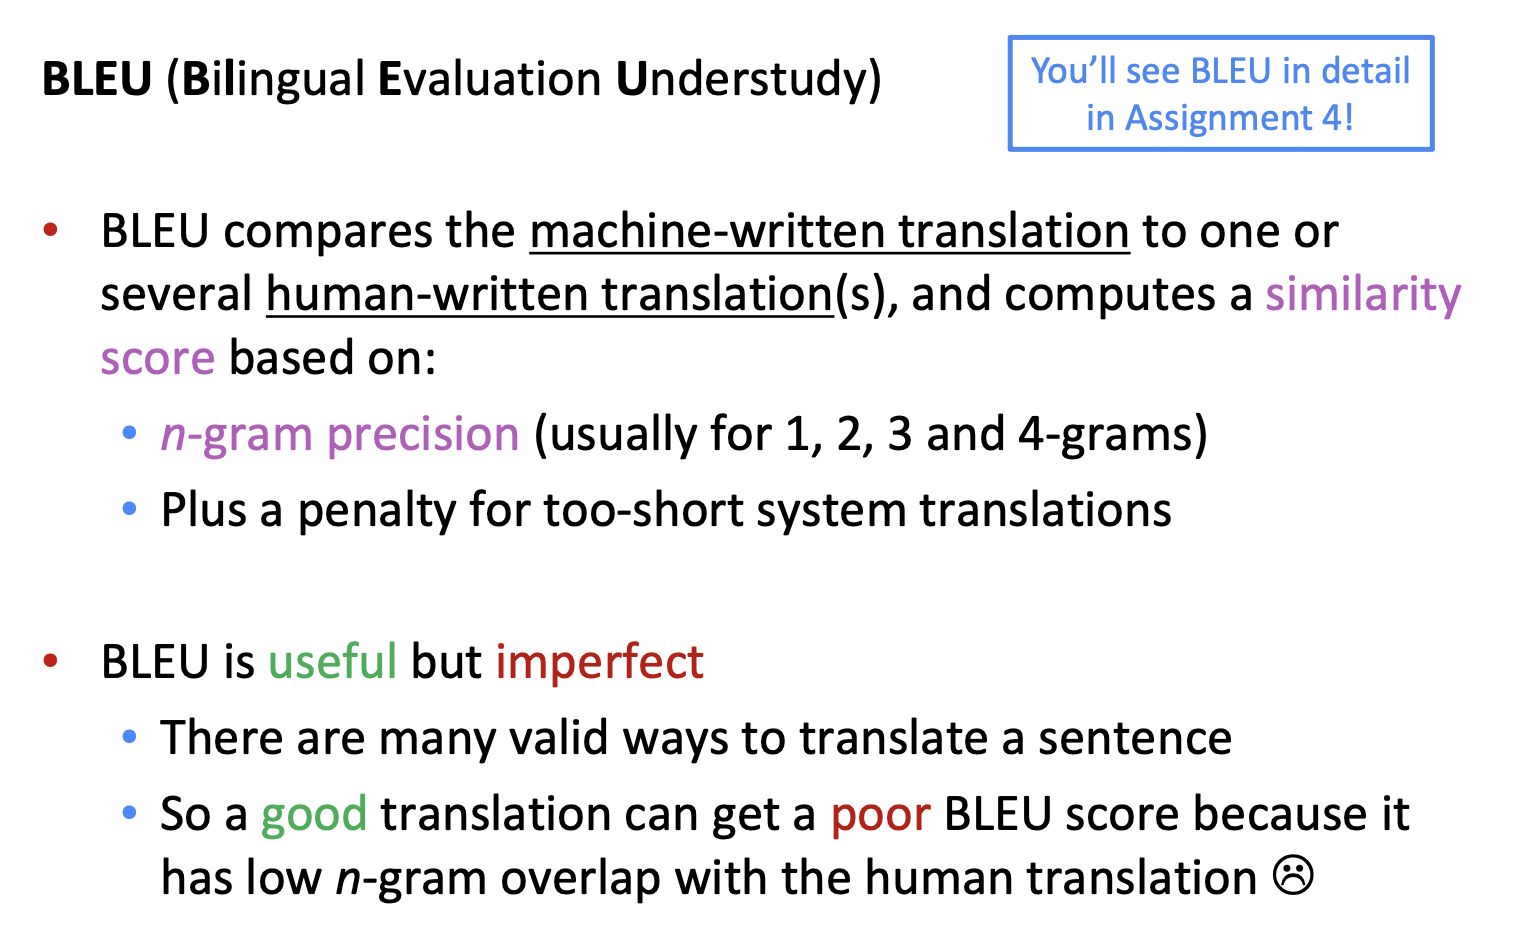 BLEU (Bilingual Evaluation Understudy)
You’ll see BLEU in detail
in Assignment 4!
• BLEU compares the machine-written translation to one or
several human-written translation(s), and computes a similarity
score based on:
• n-gram precision (usually for 1, 2, 3 and 4-grams)
• Plus a penalty for too-short system translations
• BLEU is useful but imperfect
• There are many valid ways to translate a sentence
• So a good translation can get a poor BLEU score because it
has low n-gram overlap with the human translation ☹